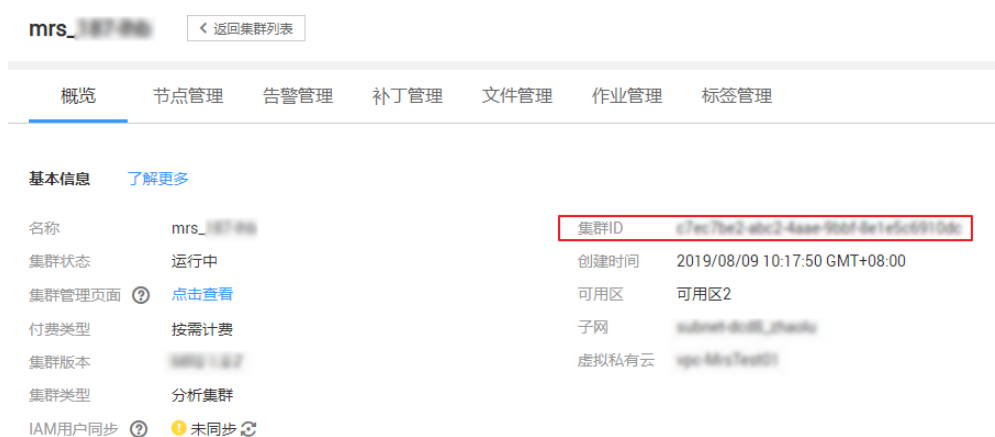 mrs_
返回集群列表
概览 节点管理 告警管理 补丁管理 文件管理 作业管理 标签管理
基本信息 了解更多
名称 mrs_ 集群ID
集群状态 运行中 创建时间 2019/08/09 10:17:50 GMT+08:00
集群管理页面 点击查看 可用区 可用区2
付费类型 按需计费 子网
集群版本 虚拟私有云
集群类型 分析集群
IAM用户同步 未同步